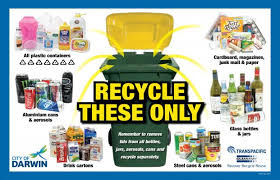 All plastic containers
Cardboard, magazines,
junk mail & paper
RECYCLE
THESE ONLY
Aluminium cans
& aerosols
Glass bottles
& jars
Remember to remove
lids from all bottles,
jars, aerosols, cans and
recycle separately.
CITY OF
DARWIN
Drink cartons
Steel cans & aerosols
TRANSPACIFIC